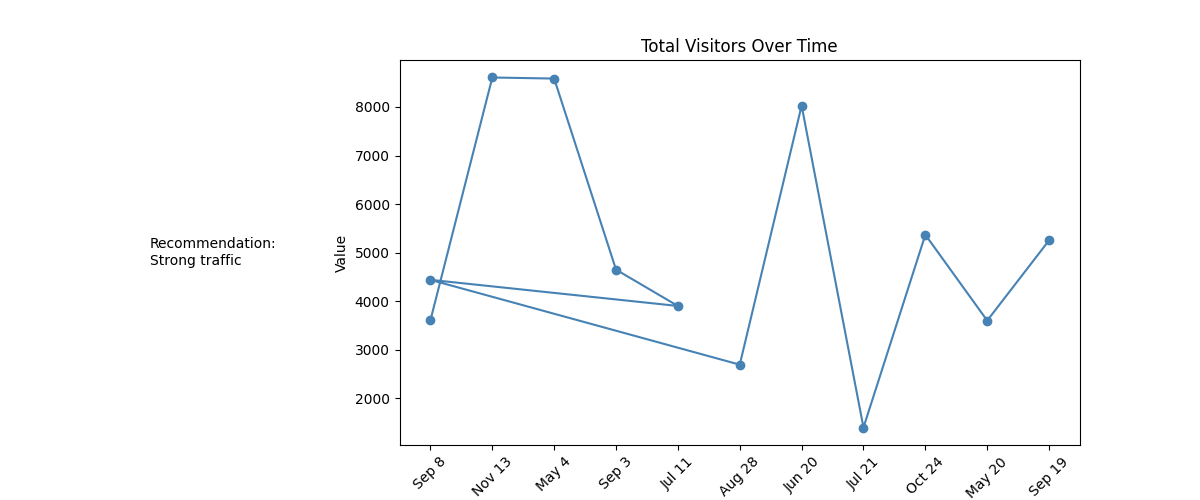 Total Visitors Over Time
Recommendation:
Strong traffic
Value
8000
7000
6000
5000
4000
3000
2000
Sep 8
Nov 13
May 4
Sep 3
Jul 11
Aug 28
Jun 20
Jul 21
Oct 24
May 20
Sep 19